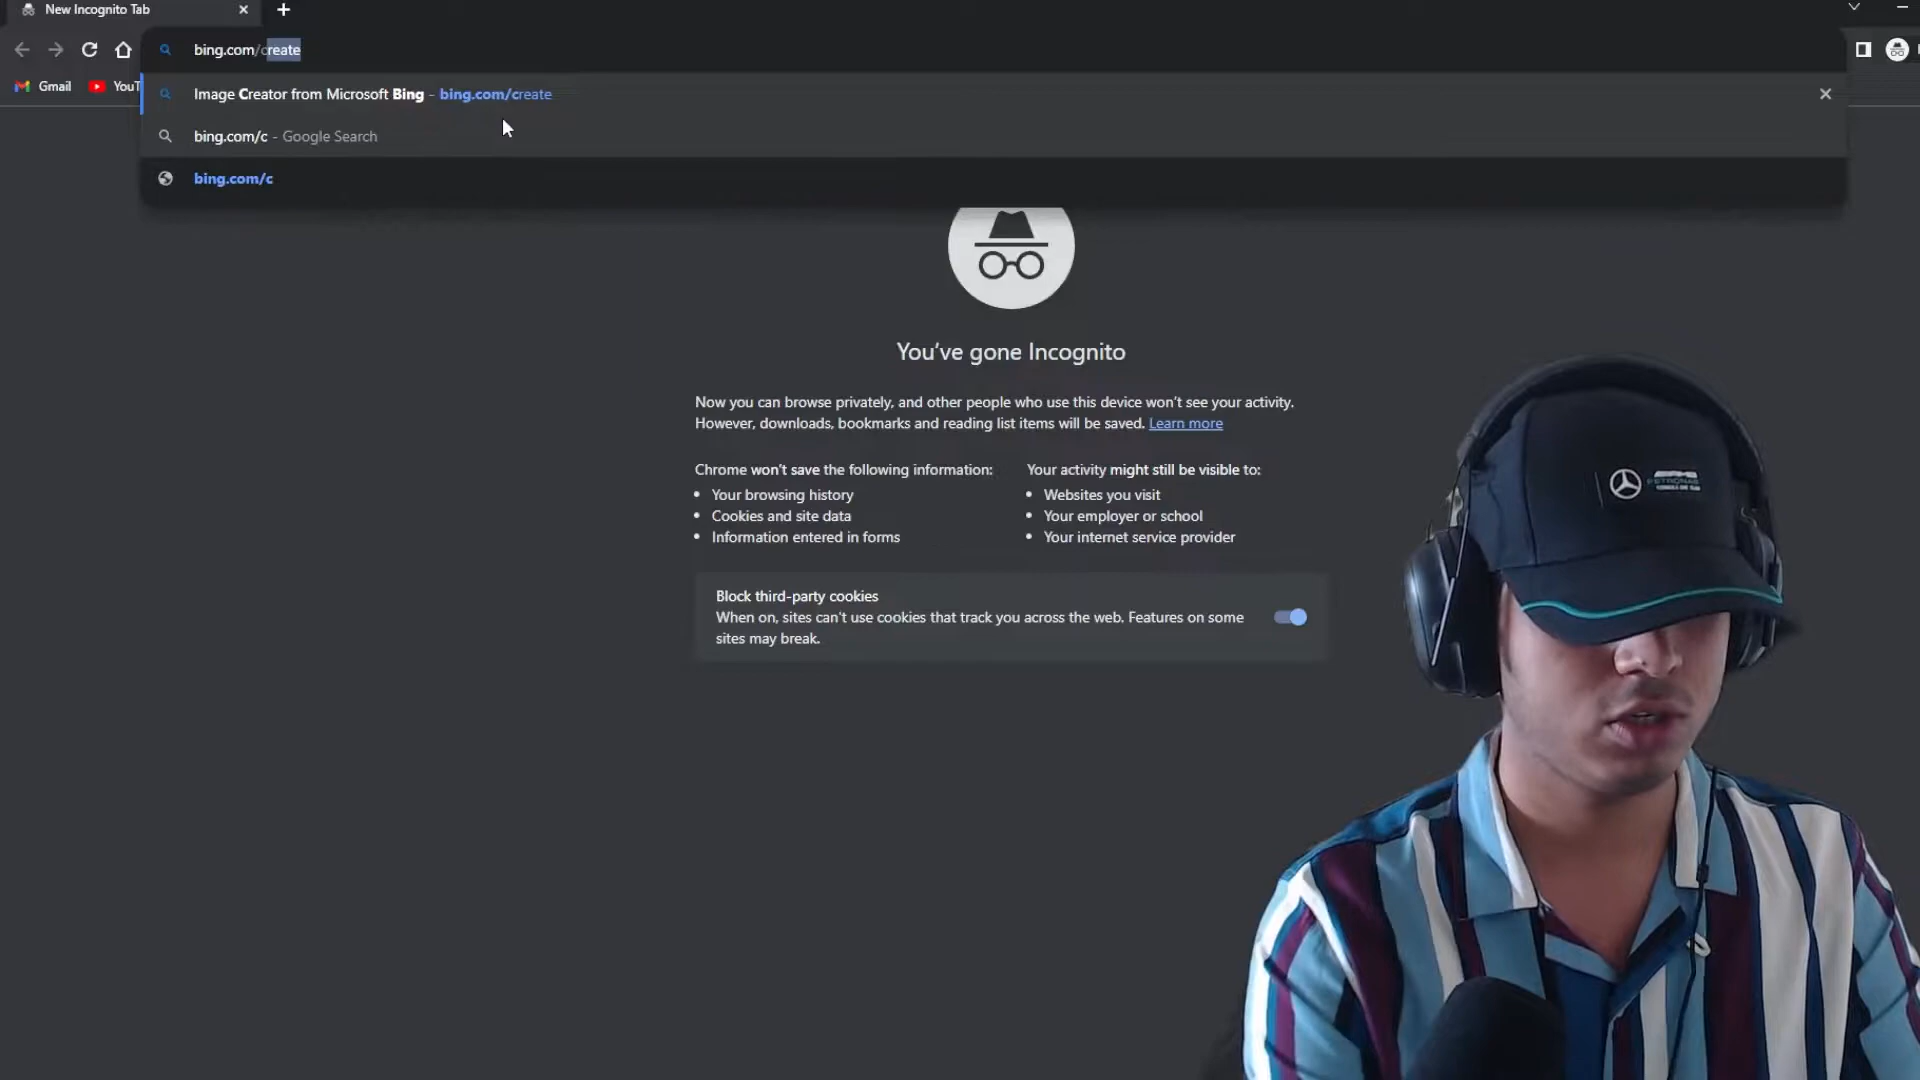 New Incognito Tab
bing.com/create
Gmail
YouT
Image Creator from Microsoft Bing - bing.com/create
bing.com/c - Google Search
bing.com/c
You've gone Incognito
Now you can browse privately, and other people who use this device won't see your activity.
However, downloads, bookmarks and reading list items will be saved. Learn more
Chrome won't save the following information:
• Your browsing history
• Cookies and site data
• Information entered in forms
Your activity might still be visible to:
• Websites you visit
• Your employer or school
• Your internet service provider
Block third-party cookies
When on, sites can't use cookies that track you across the web. Features on some
sites may break.
PETRONAS